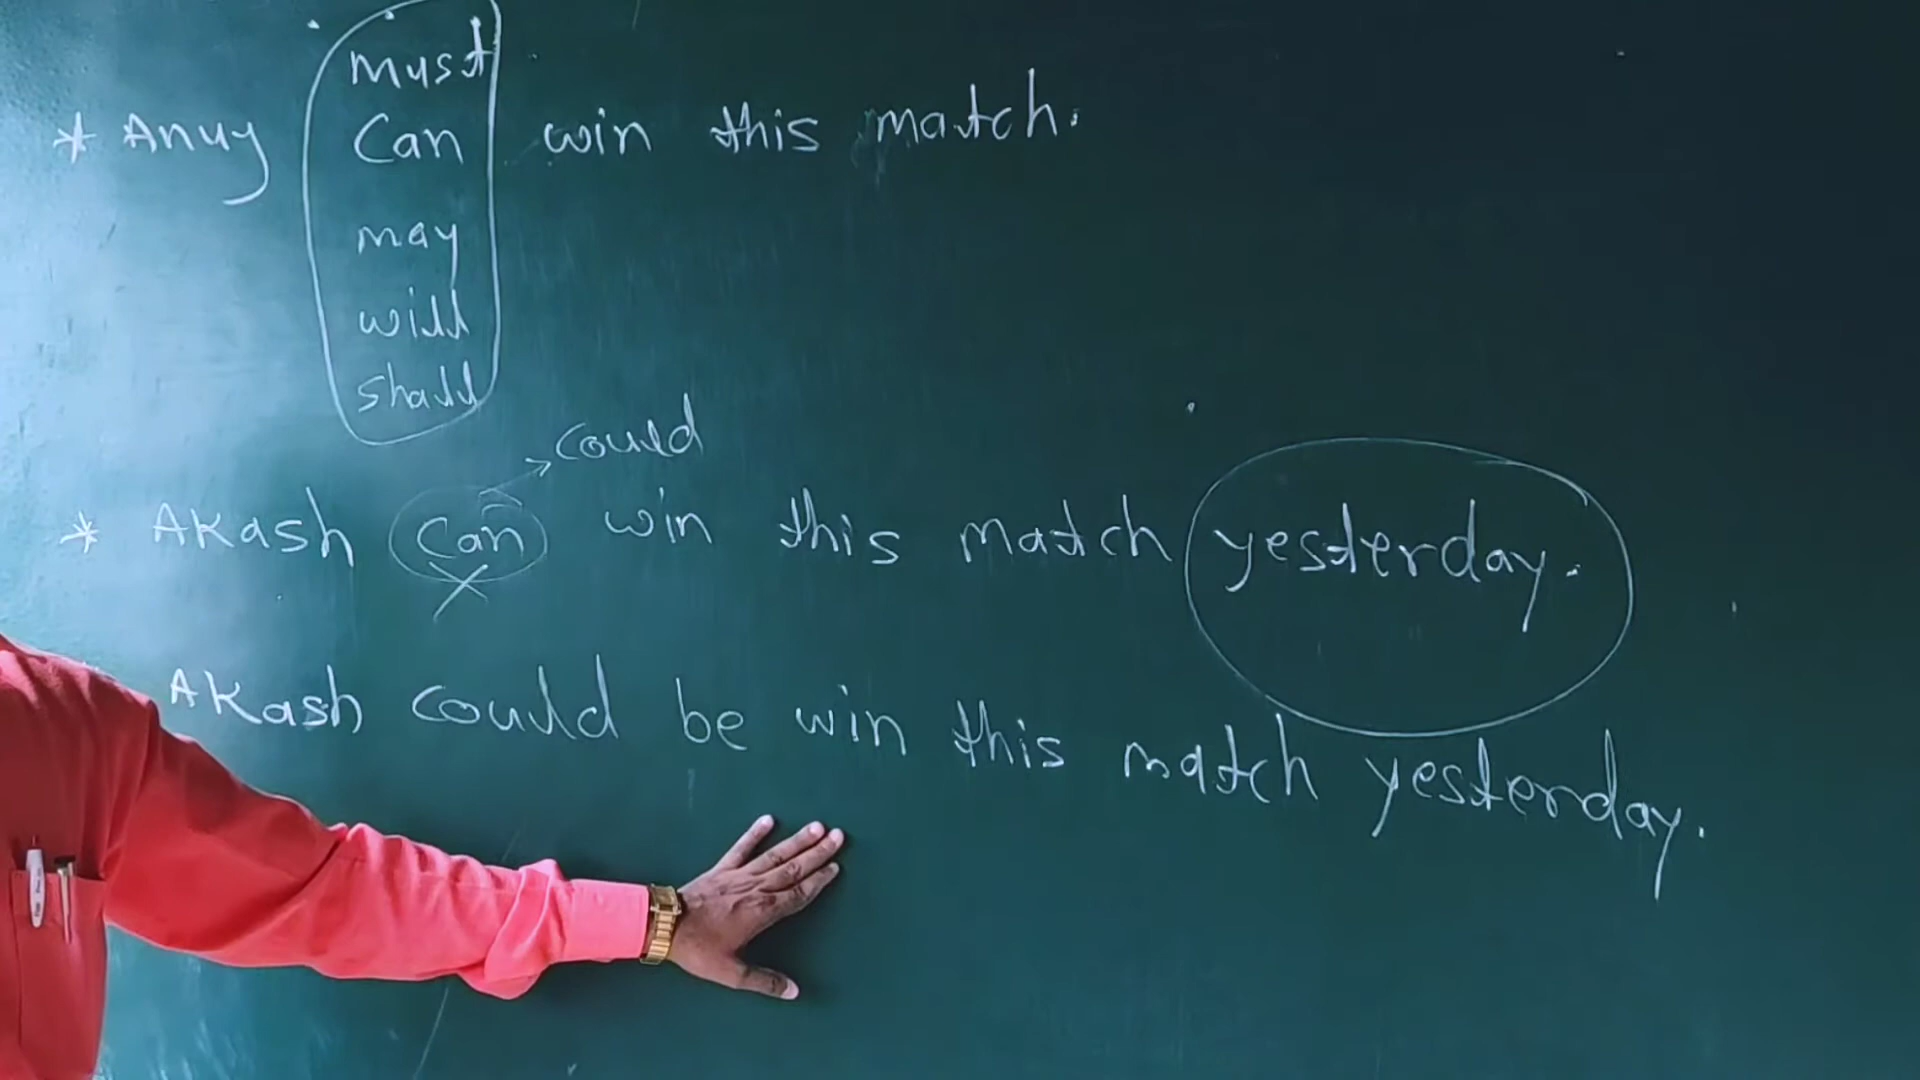 must
* Anuj can win this match.
may
will
shall
could
* Akash can win this match yesterday.
Akash could be win this match yesterday.